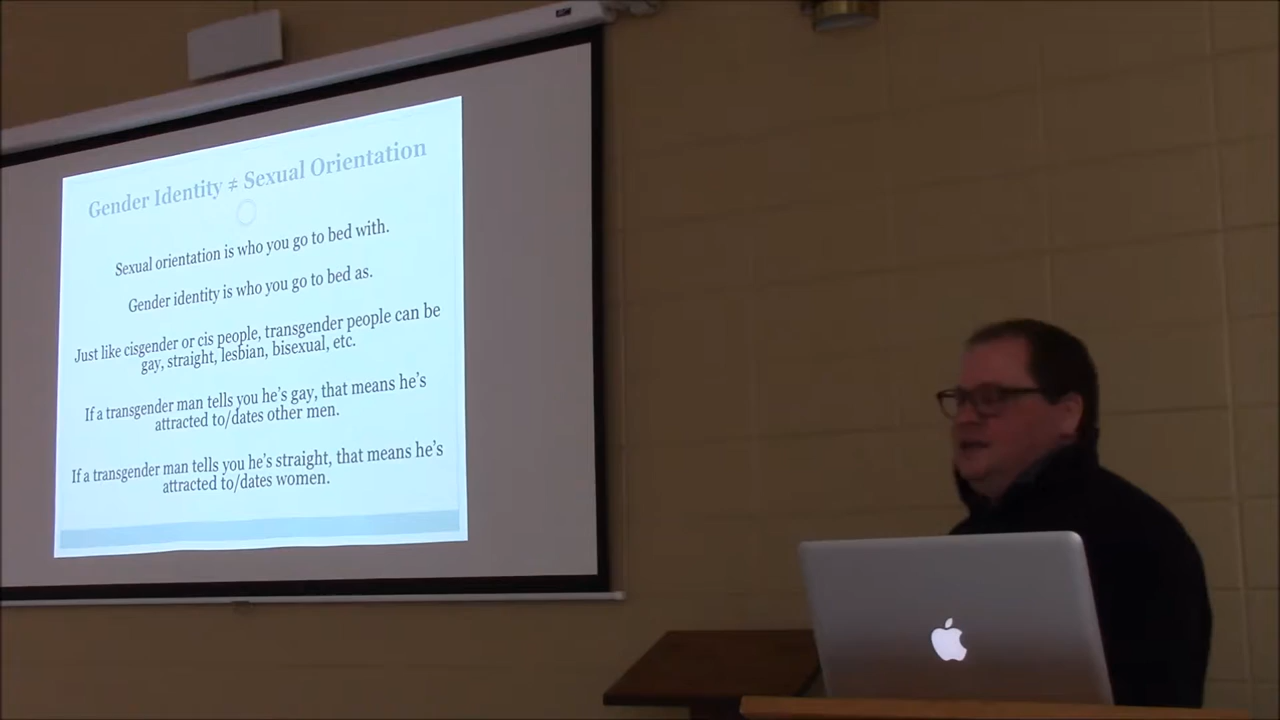 Gender Identity ≠ Sexual Orientation
Sexual orientation is who you go to bed with.
Gender identity is who you go to bed as.
Just like cisgender or cis people, transgender people can be
gay, straight, lesbian, bisexual, etc.
If a transgender man tells you he's gay, that means he's
attracted to/dates other men.
If a transgender man tells you he's straight, that means he's
attracted to/dates women.